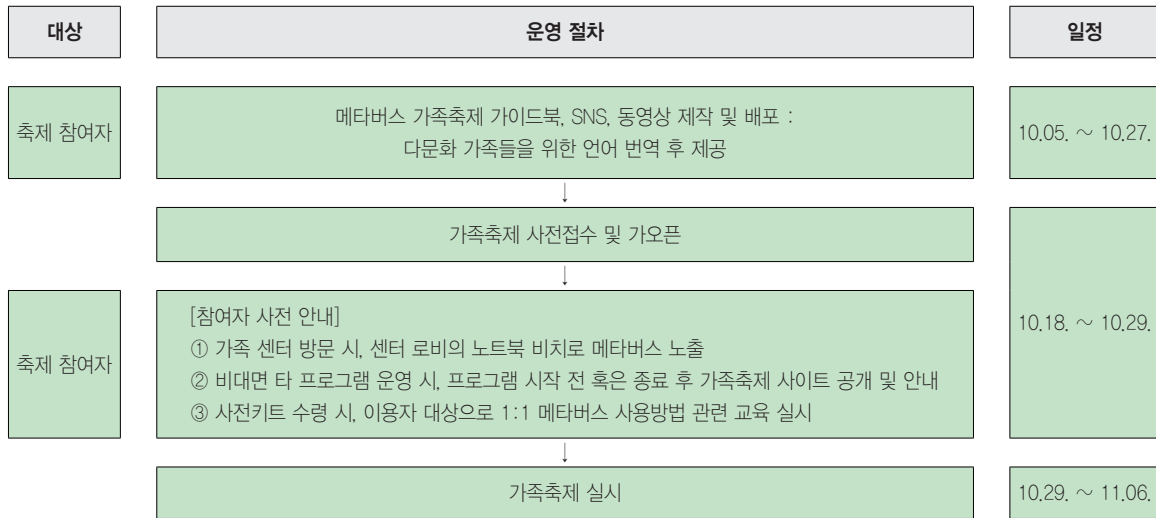 대상
운영 절차
일정
축제 참여자
메타버스 가족축제 가이드북, SNS, 동영상 제작 및 배포 :
다문화 가족들을 위한 언어 번역 후 제공
10.05. ~ 10.27.
↓
가족축제 사전접수 및 가오픈
↓
축제 참여자
[참여자 사전 안내]
① 가족 센터 방문 시, 센터 로비의 노트북 비치로 메타버스 노출
② 비대면 타 프로그램 운영 시, 프로그램 시작 전 혹은 종료 후 가족축제 사이트 공개 및 안내
③ 사전키트 수령 시, 이용자 대상으로 1:1 메타버스 사용방법 관련 교육 실시
10.18. ~ 10.29.
↓
가족축제 실시
10.29. ~ 11.06.